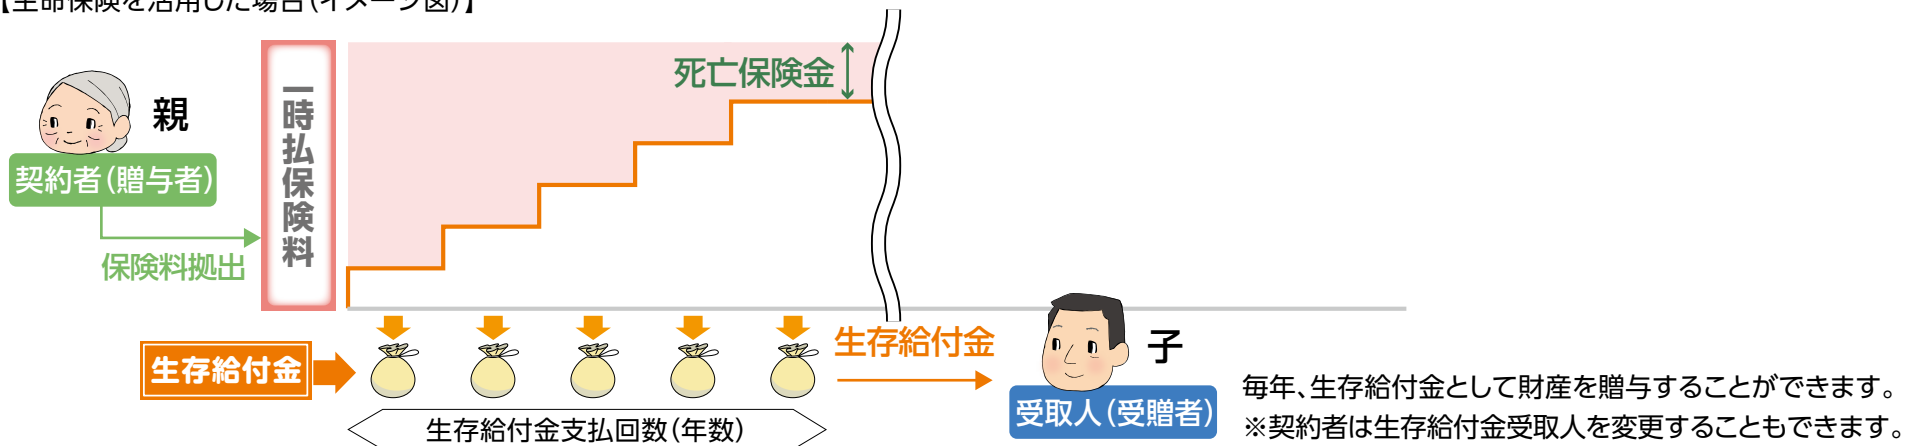 【生命保険を活用した場合（イメージ図）】
死亡保険金
一時払保険料
親
契約者（贈与者）
保険料拠出
生存給付金
生存給付金
子
受取人（受贈者）
生存給付金支払回数（年数）
毎年、生存給付金として財産を贈与することができます。
※契約者は生存給付金受取人を変更することもできます。